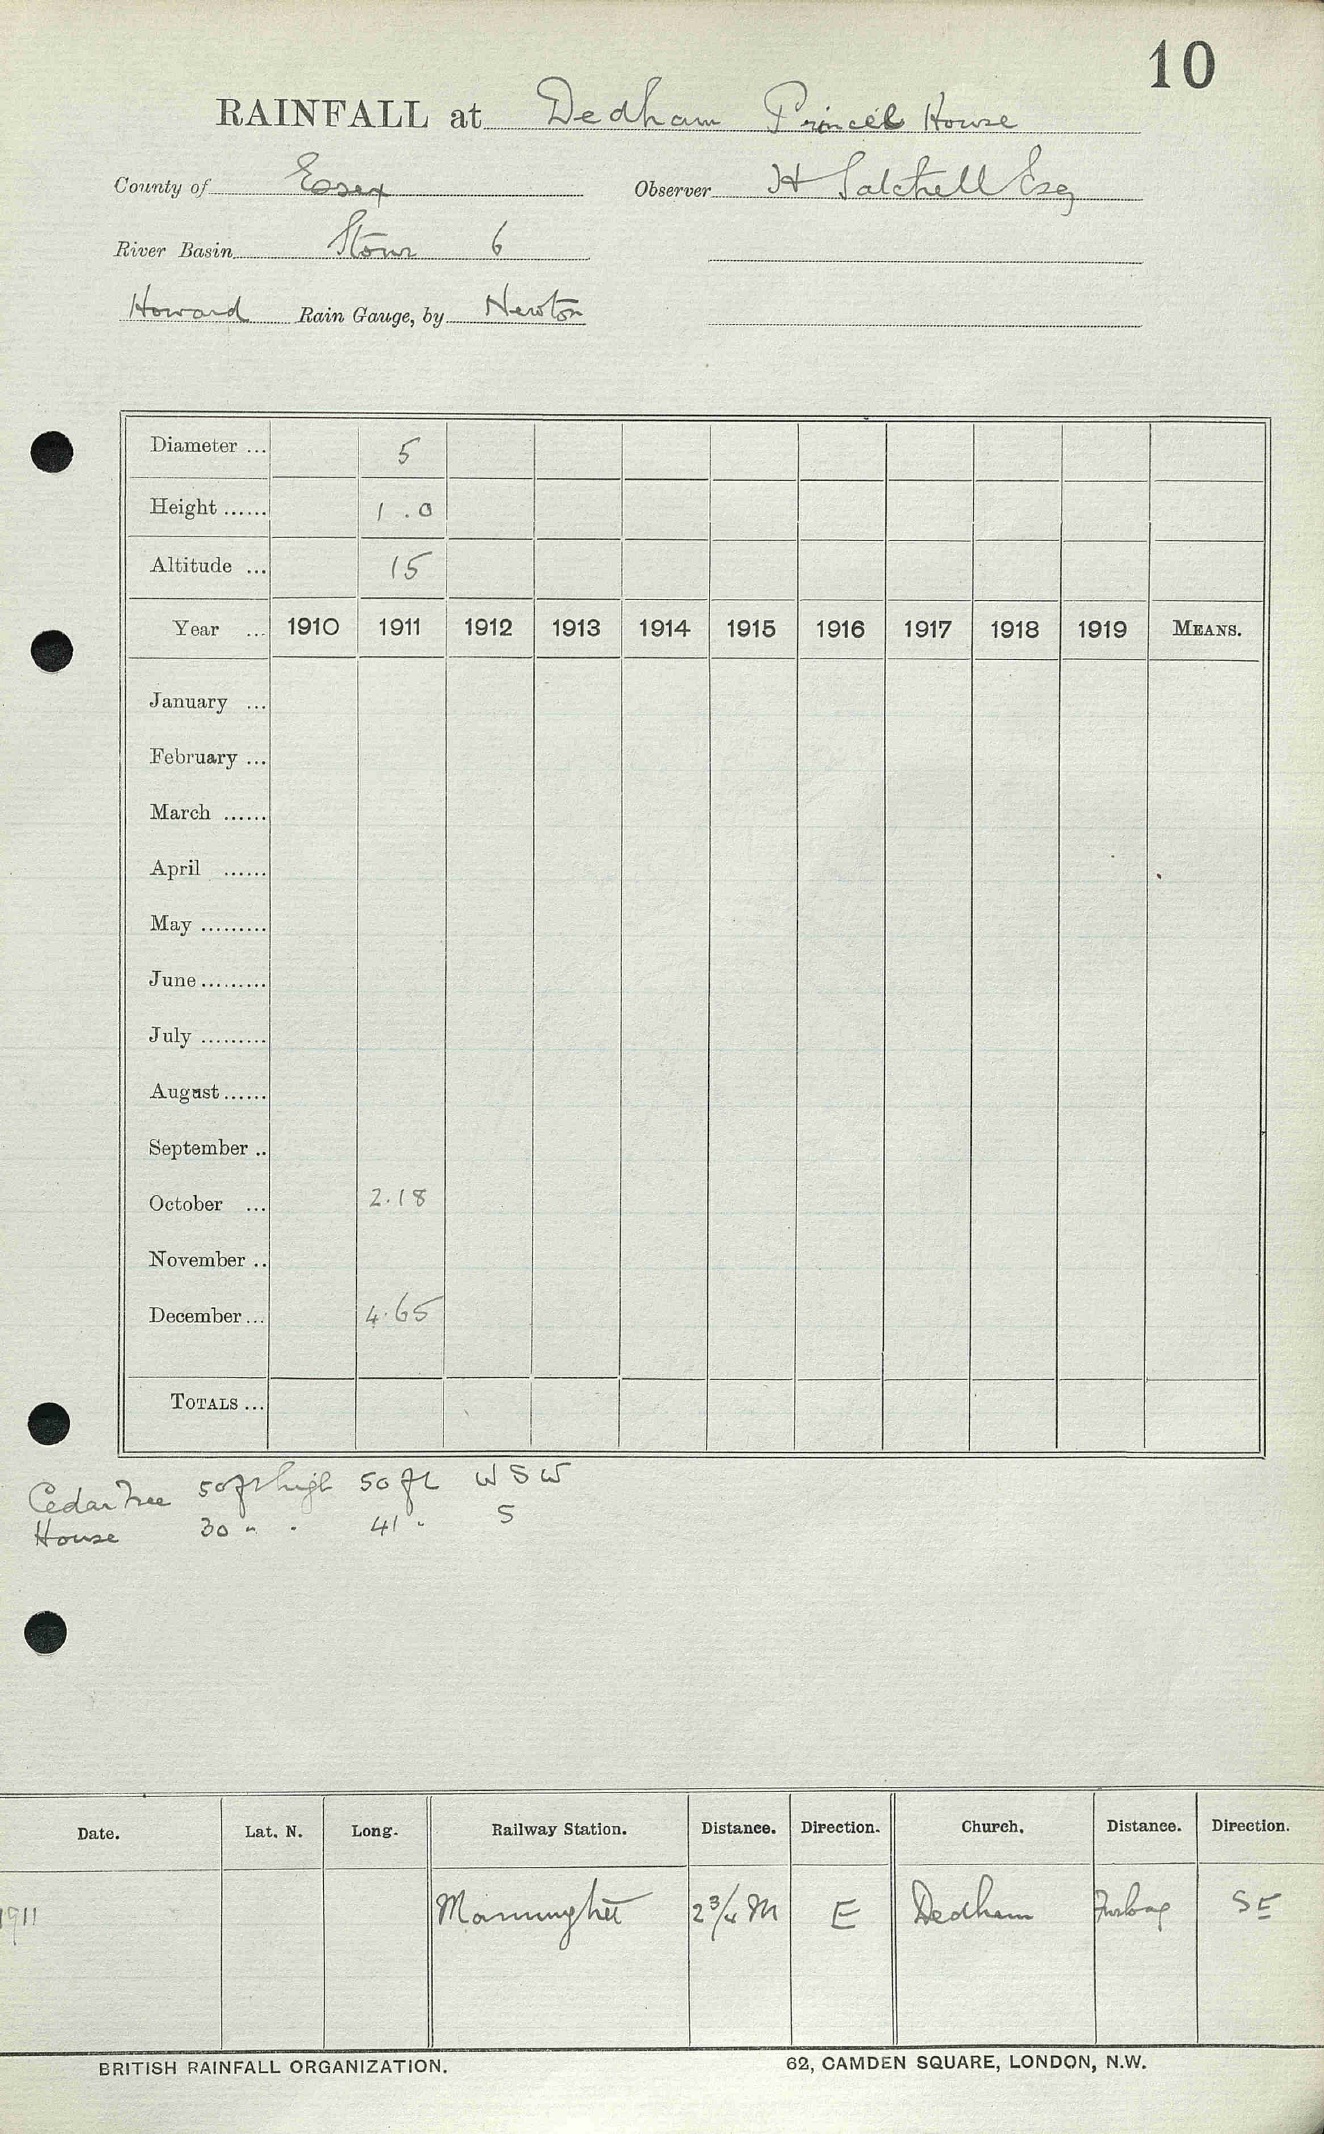 10
RAINFALL at Dedham Princel House
County of Essex Observer H Satchell Esq
River Basin Stour 6
Howard Rain Gauge, by Newton
Diameter ... 5
Height ...... 1.0
Altitude ... 15
Year ... 1910 1911 1912 1913 1914 1915 1916 1917 1918 1919 MEANS.
January ...
February ...
March ......
April ......
May .........
June .........
July .........
August ......
September ..
October ... 2.18
November ..
December ... 4.65
TOTALS ...
Cedar Tree 50ft high 50 ft WSW
House 30 " " 41 " S
Date. Lat. N. Long. Railway Station. Distance. Direction. Church. Distance. Direction.
1911 Manningtree 2 3/4 M E Dedham Furlong SE
BRITISH RAINFALL ORGANIZATION. 62, CAMDEN SQUARE, LONDON, N.W.